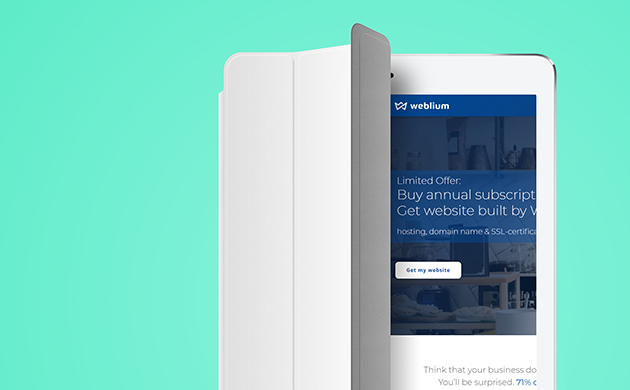 weblium
Limited Offer:
Buy annual subscript
Get website built by W
hosting, domain name & SSL-certifica
Get my website
Think that your business do
You'll be surprised. 71% o